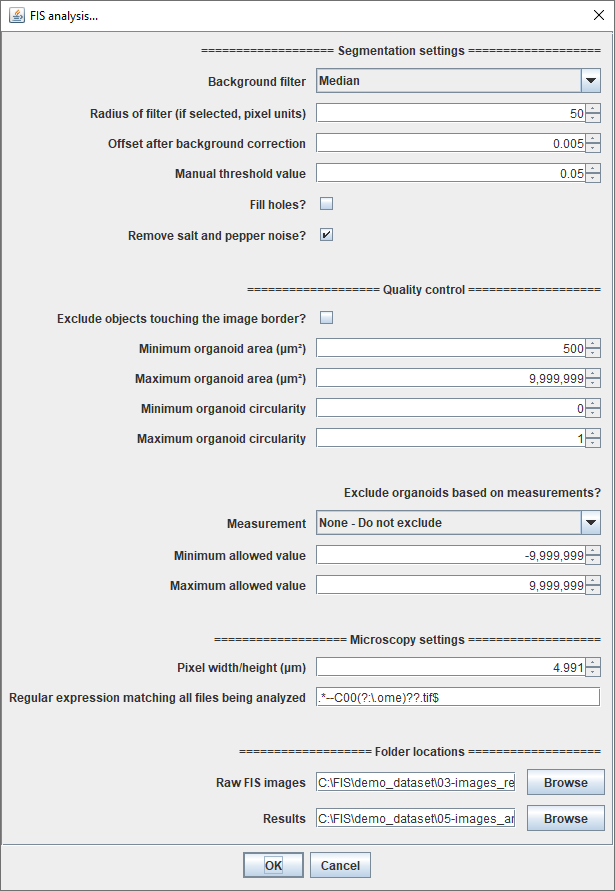 FIS analysis...
=================== Segmentation settings ===================
Background filter Median
Radius of filter (if selected, pixel units) 50
Offset after background correction 0.005
Manual threshold value 0.05
Fill holes?
Remove salt and pepper noise?
=================== Quality control ===================
Exclude objects touching the image border?
Minimum organoid area (µm²) 500
Maximum organoid area (µm²) 9,999,999
Minimum organoid circularity 0
Maximum organoid circularity 1
Exclude organoids based on measurements?
Measurement None - Do not exclude
Minimum allowed value -9,999,999
Maximum allowed value 9,999,999
=================== Microscopy settings ===================
Pixel width/height (µm) 4.991
Regular expression matching all files being analyzed .*--C00(?:\.ome)??.tif$
=================== Folder locations ===================
Raw FIS images C:\FIS\demo_dataset\03-images_re Browse
Results C:\FIS\demo_dataset\05-images_ar Browse
OK Cancel